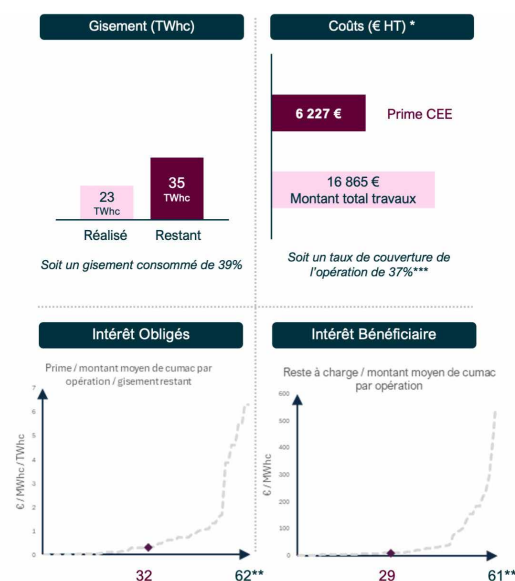 Gisement (TWhc)
23
TWhc
35
TWhc
Réalisé
Restant
Soit un gisement consommé de 39%
Coûts (€ HT) *
6 227 €
Prime CEE
16 865 €
Montant total travaux
Soit un taux de couverture de
l'opération de 37%***
Intérêt Obligés
Prime / montant moyen de cumac par
opération / gisement restant
€ / MWhc / TWhc
7
6
5
4
3
2
1
0
32
62**
Intérêt Bénéficiaire
Reste à charge / montant moyen de cumac
par opération
€ / MWhc
600
500
400
300
200
100
0
29
61**